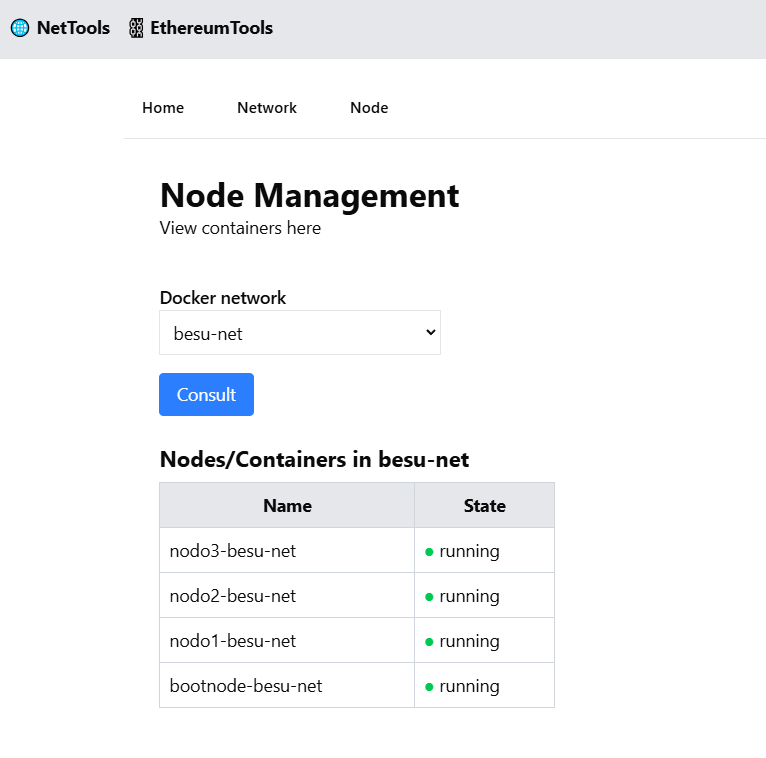 NetTools EthereumTools
Home Network Node
Node Management
View containers here
Docker network
besu-net
Consult
Nodes/Containers in besu-net
Name State
nodo3-besu-net running
nodo2-besu-net running
nodo1-besu-net running
bootnode-besu-net running